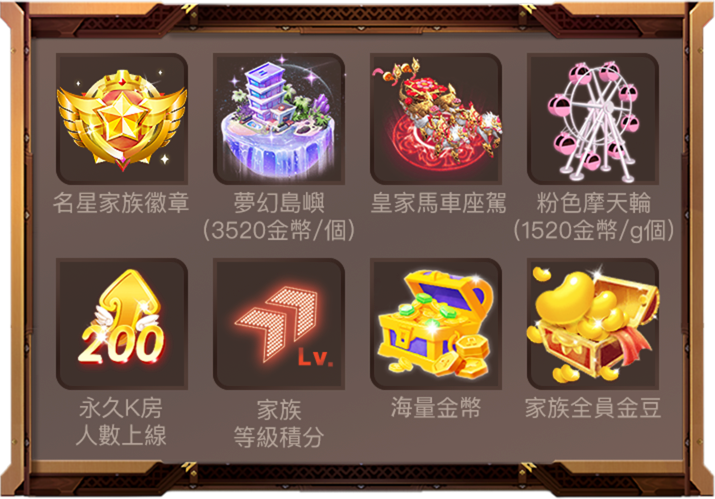 名星家族徽章
夢幻島嶼
(3520金幣/個)
皇家馬車座駕
粉色摩天輪
(1520金幣/g個)
200
永久K房
人數上線
Lv.
家族
等級積分
海量金幣
家族全員金豆